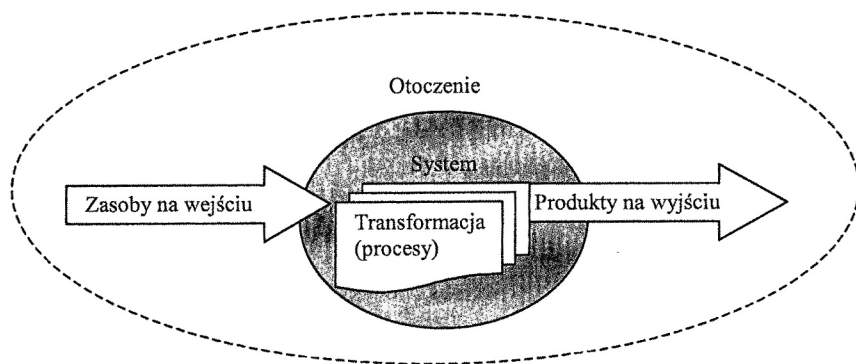 Otoczenie
System
Zasoby na wejściu
Transformacja
(procesy)
Produkty na wyjściu